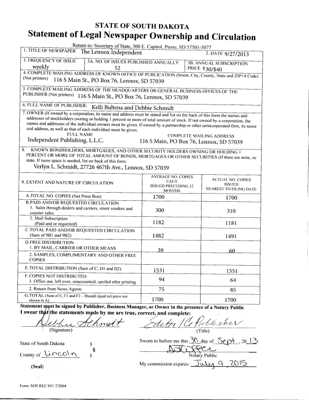 STATE OF SOUTH DAKOTA
Statement of Legal Newspaper Ownership and Circulation
Return to: Secretary of State, 500 E. Capitol, Pierre, SD 57501-5077
1. TITLE OF NEWSPAPER The Lennox Independent
2. DATE 9/27/2013
3. FREQUENCY OF ISSUE
weekly
3A. NO. OF ISSUES PUBLISHED ANNUALLY
52
3B. ANNUAL SUBSCRIPTION
PRICE $30/$40
4. COMPLETE MAILING ADDRESS OF KNOWN OFFICE OF PUBLICATION (Street, City, County, State and ZIP+4 Code)
(Not printers) 116 S Main St, PO Box 76, Lennox, SD 57039
5. COMPLETE MAILING ADDRESS OF THE HEADQUARTERS OR GENERAL BUSINESS OFFICES OF THE
PUBLISHER (Not printers) 116 S Main St, PO Box 76, Lennox, SD 57039
6. FULL NAME OF PUBLISHER Kelli Bultena and Debbie Schmidt
7. OWNER (If owned by a corporation, its name and address must be stated and list on the back of this form the names and
addresses of stockholders owning or holding 1 percent or more of total amount of stock. If not owned by a corporation, the
names and addresses of the individual owners must be given. If owned by a partnership or other unincorporated firm, its name
and address, as well as that of each individual must be given)
FULL NAME
COMPLETE MAILING ADDRESS
Independent Publishing, L.L.C.
116 S Main, PO Box 76, Lennox, SD 57039
8. KNOWN BONDHOLDERS, MORTGAGES, AND OTHER SECURITY HOLDERS OWNING OR HOLDING 1
PERCENT OR MORE OF TOTAL AMOUNT OF BONDS, MORTGAGES OR OTHER SECURITIES (If there are none, so
state. If more space is needed, list on back of this form.
Verlyn L. Schmidt, 27726 467th Ave., Lennox, SD 57039
9. EXTENT AND NATURE OF CIRCULATION
AVERAGE NO. COPIES
EACH
ISSUED PRECEDING 12
MONTHS
ACTUAL NO. COPIES
ISSUED
NEAREST TO FILING DATE
A. TOTAL NO. COPIES (Net Press Run)
1700
1700
B. PAID AND/OR REQUESTED CIRCULATION
1. Sales through dealers and carriers, street vendors and
counter sales.
300
310
2. Mail Subscription
(Paid and or requested)
1182
1181
C. TOTAL PAID AND/OR REQUESTED CIRCULATION
(Sum of 9B1 and 9B2)
1482
1491
D. FREE DISTRIBUTION
1. BY MAIL, CARRIER OR OTHER MEANS
39
60
2. SAMPLES, COMPLIMENTARY AND OTHER FREE
COPIES
E. TOTAL DISTRIBUTION (Sum of C, D1 and D2)
1531
1551
F. COPIES NOT DISTRIBUTED
1. Office use, left over, unaccounted, spoiled after printing
94
64
2. Return from News Agents
75
85
G. TOTAL (Sum of E, F1 and F2 - Should equal net press run
shown in A)
1700
1700
Statement must be signed by Publisher, Business Manager, or Owner in the presence of a Notary Public
I swear that the statements made by me are true, correct, and complete:
Debbie Schmidt
Editor/CoPublisher
(Signature)
(Title)
State of South Dakota )
Sworn to before me this 30 day of Sept, 2013
County of Lincoln )
Notary Public
(Seal)
My commission expires: July 9, 2015
Form: SOS REC 051 7/2004